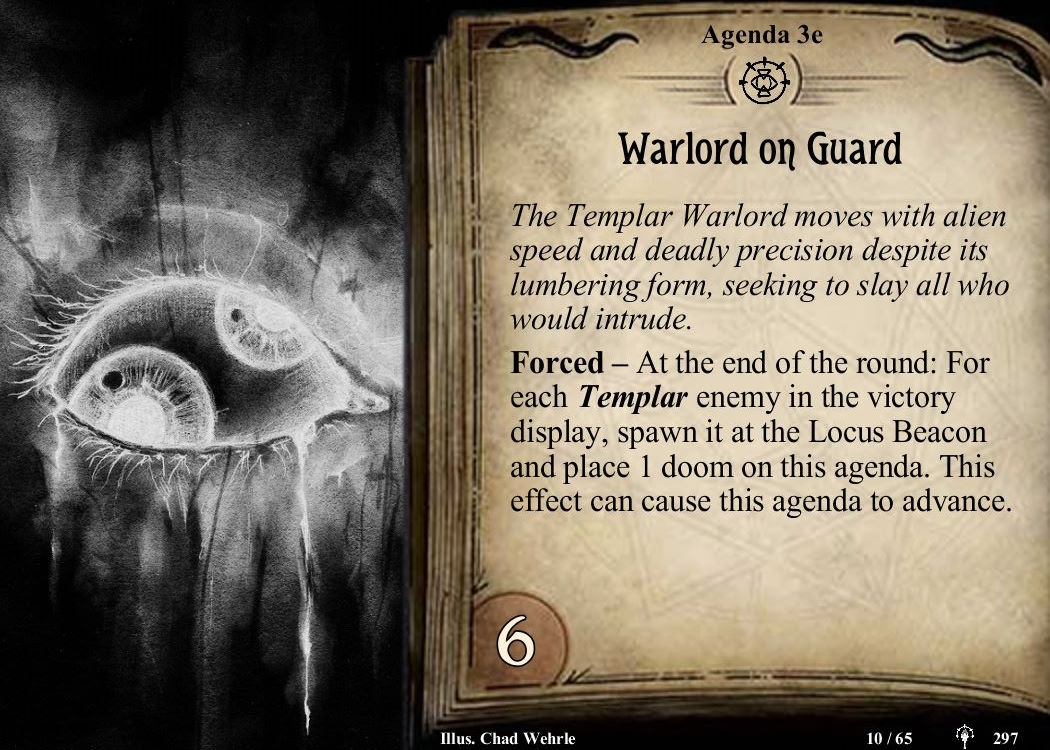 Agenda 3e
Warlord on Guard
The Templar Warlord moves with alien
speed and deadly precision despite its
lumbering form, seeking to slay all who
would intrude.
Forced – At the end of the round: For
each Templar enemy in the victory
display, spawn it at the Locus Beacon
and place 1 doom on this agenda. This
effect can cause this agenda to advance.
6
Illus. Chad Wehrle
10 / 65
297